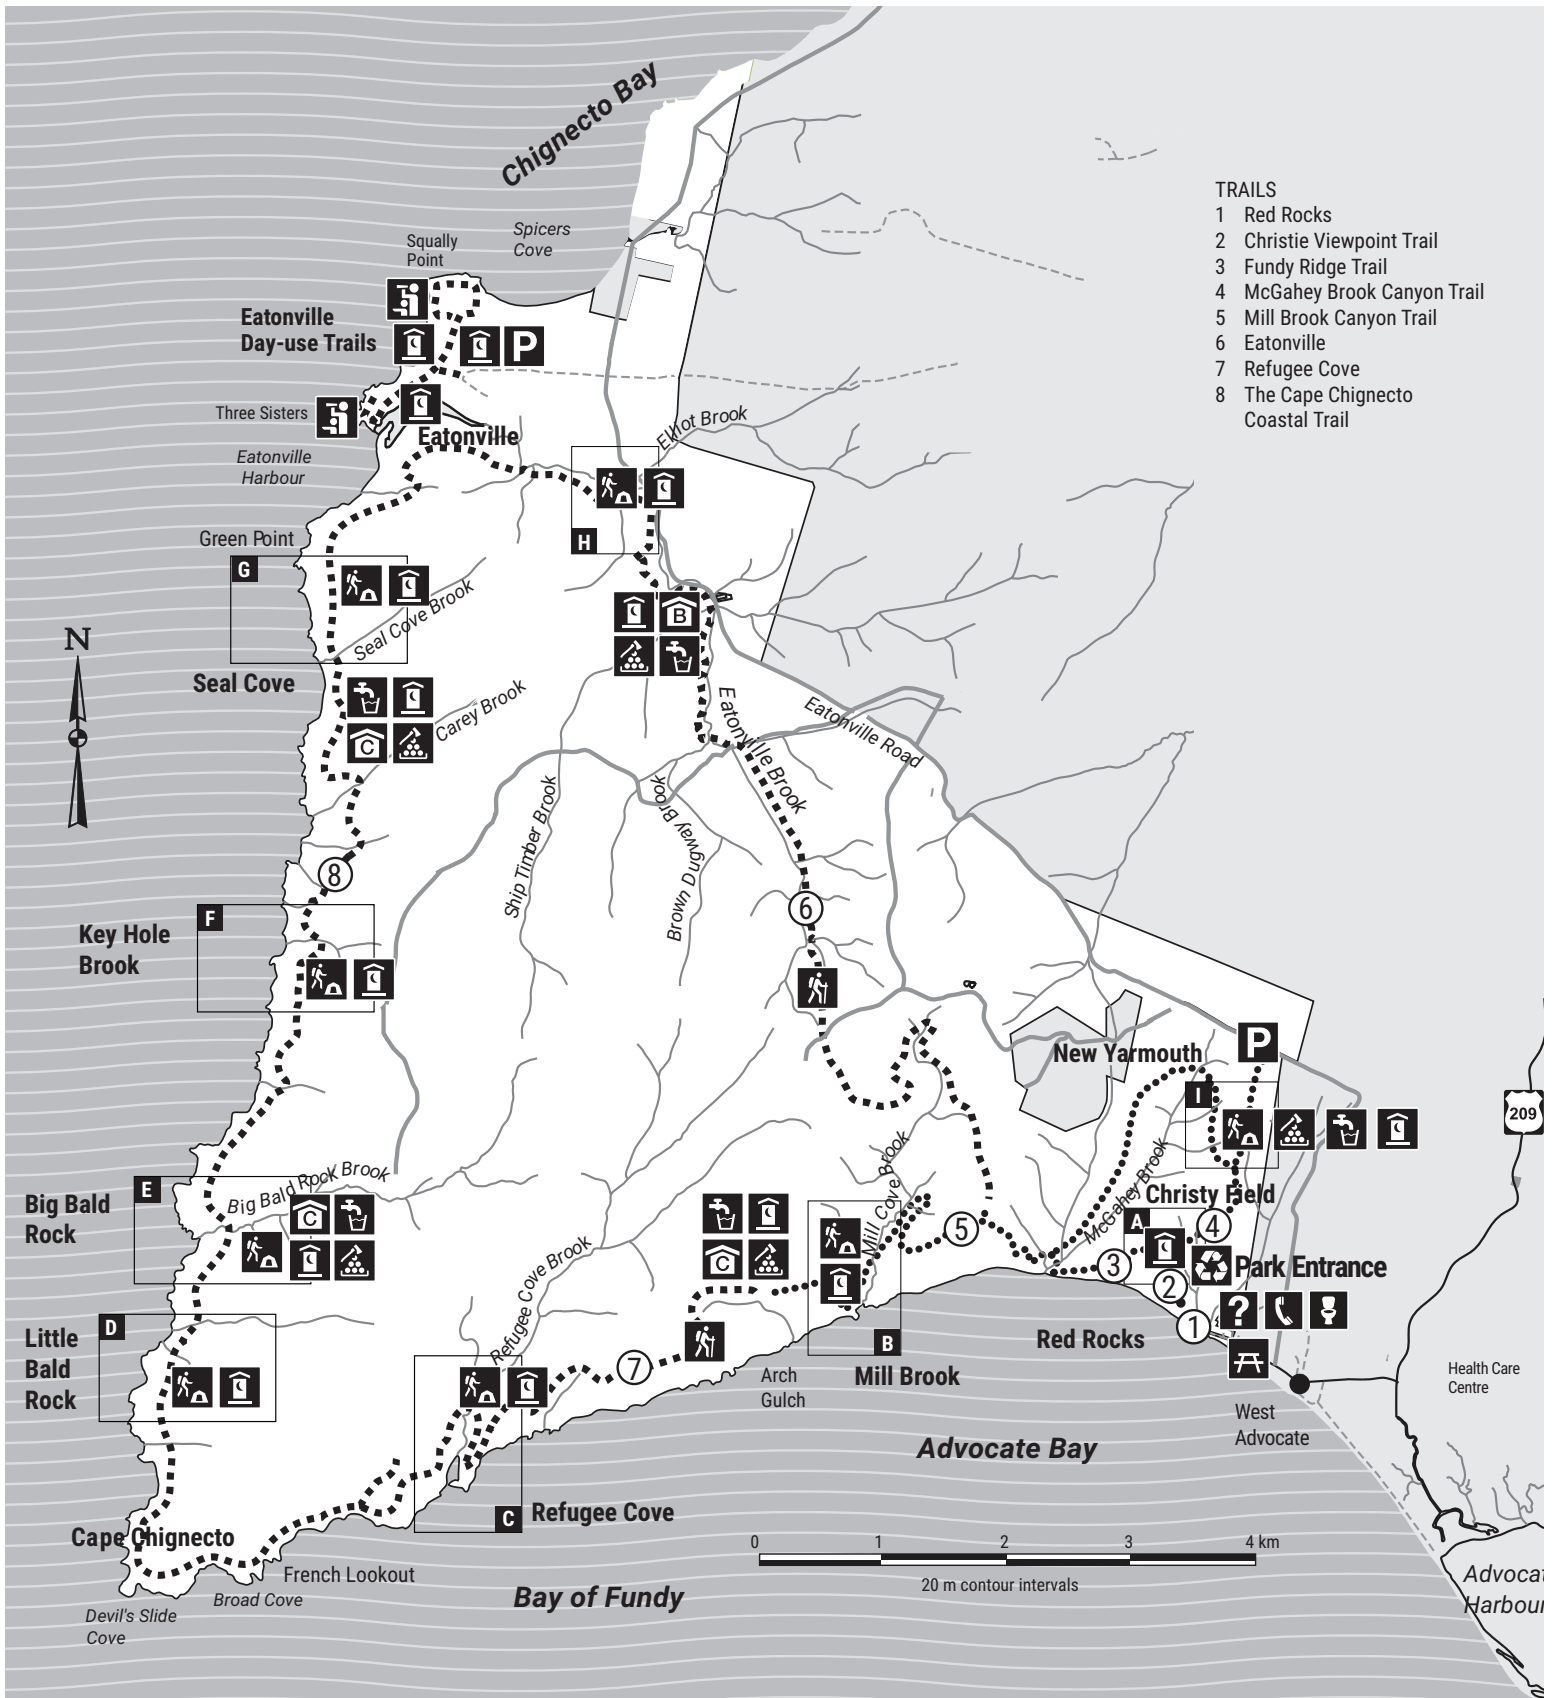 Chignecto Bay
TRAILS
1 Red Rocks
2 Christie Viewpoint Trail
3 Fundy Ridge Trail
4 McGahey Brook Canyon Trail
5 Mill Brook Canyon Trail
6 Eatonville
7 Refugee Cove
8 The Cape Chignecto
Coastal Trail
Spicers
Cove
Squally
Point
Eatonville
Day-use Trails
P
Three Sisters
Eatonville
Elliot Brook
Eatonville
Harbour
H
Green Point
G
Seal Cove Brook
B
N
Seal Cove
Carey Brook
C
Eatonville Brook
Eatonville Road
Ship Timber Brook
Brown Dugway Brook
8
6
F
Key Hole
Brook
New Yarmouth
P
I
209
McGahey Brook
Mill Cove Brook
Christy Field
E
Big Bald
Rock
Big Bald Rock Brook
C
C
5
A
4
3
Park Entrance
2
?
1
Refugee Cove Brook
D
Little
Bald
Rock
7
B
Red Rocks
Mill Brook
Arch
Gulch
Health Care
Centre
West
Advocate
Advocate Bay
C
Refugee Cove
Cape Chignecto
French Lookout
Broad Cove
Devil's Slide
Cove
Bay of Fundy
0 1 2 3 4 km
20 m contour intervals
Advocat
Harbour